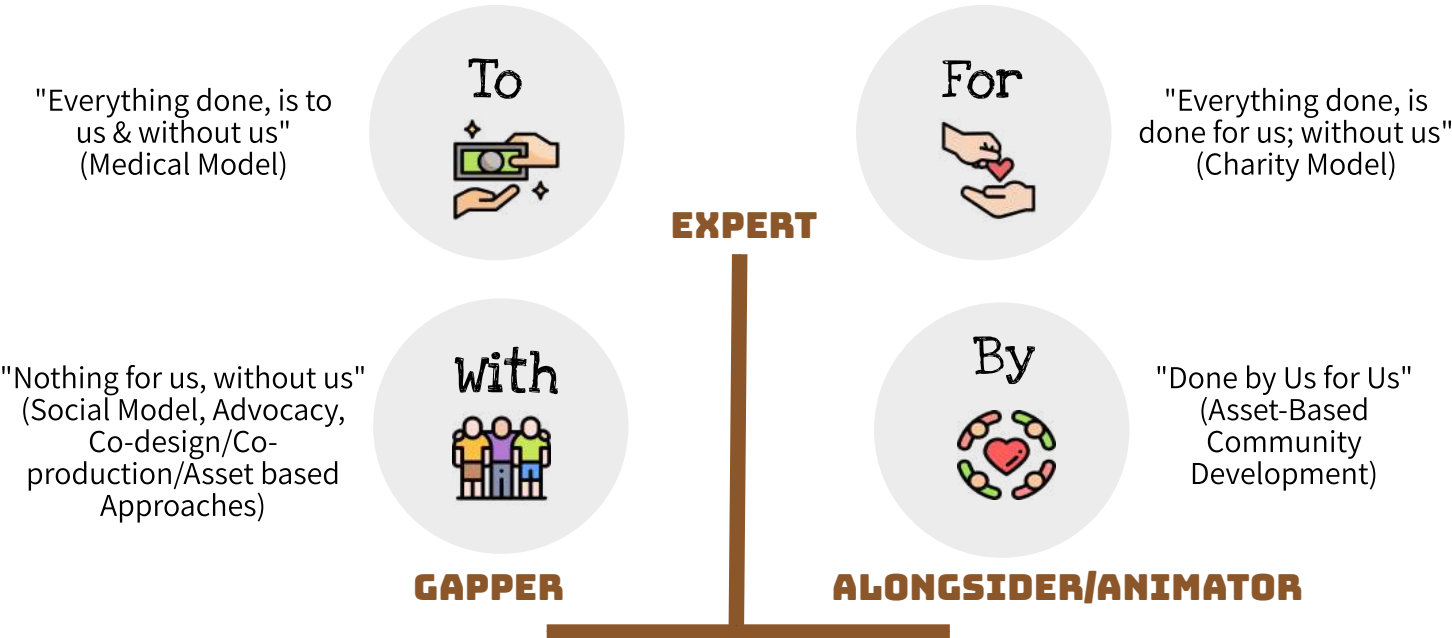 To
"Everything done, is to
us & without us"
(Medical Model)
For
"Everything done, is
done for us; without us"
(Charity Model)
EXPERT
with
"Nothing for us, without us"
(Social Model, Advocacy,
Co-design/Co-
production/Asset based
Approaches)
By
"Done by Us for Us"
(Asset-Based
Community
Development)
GAPPER
ALONGSIDER/ANIMATOR